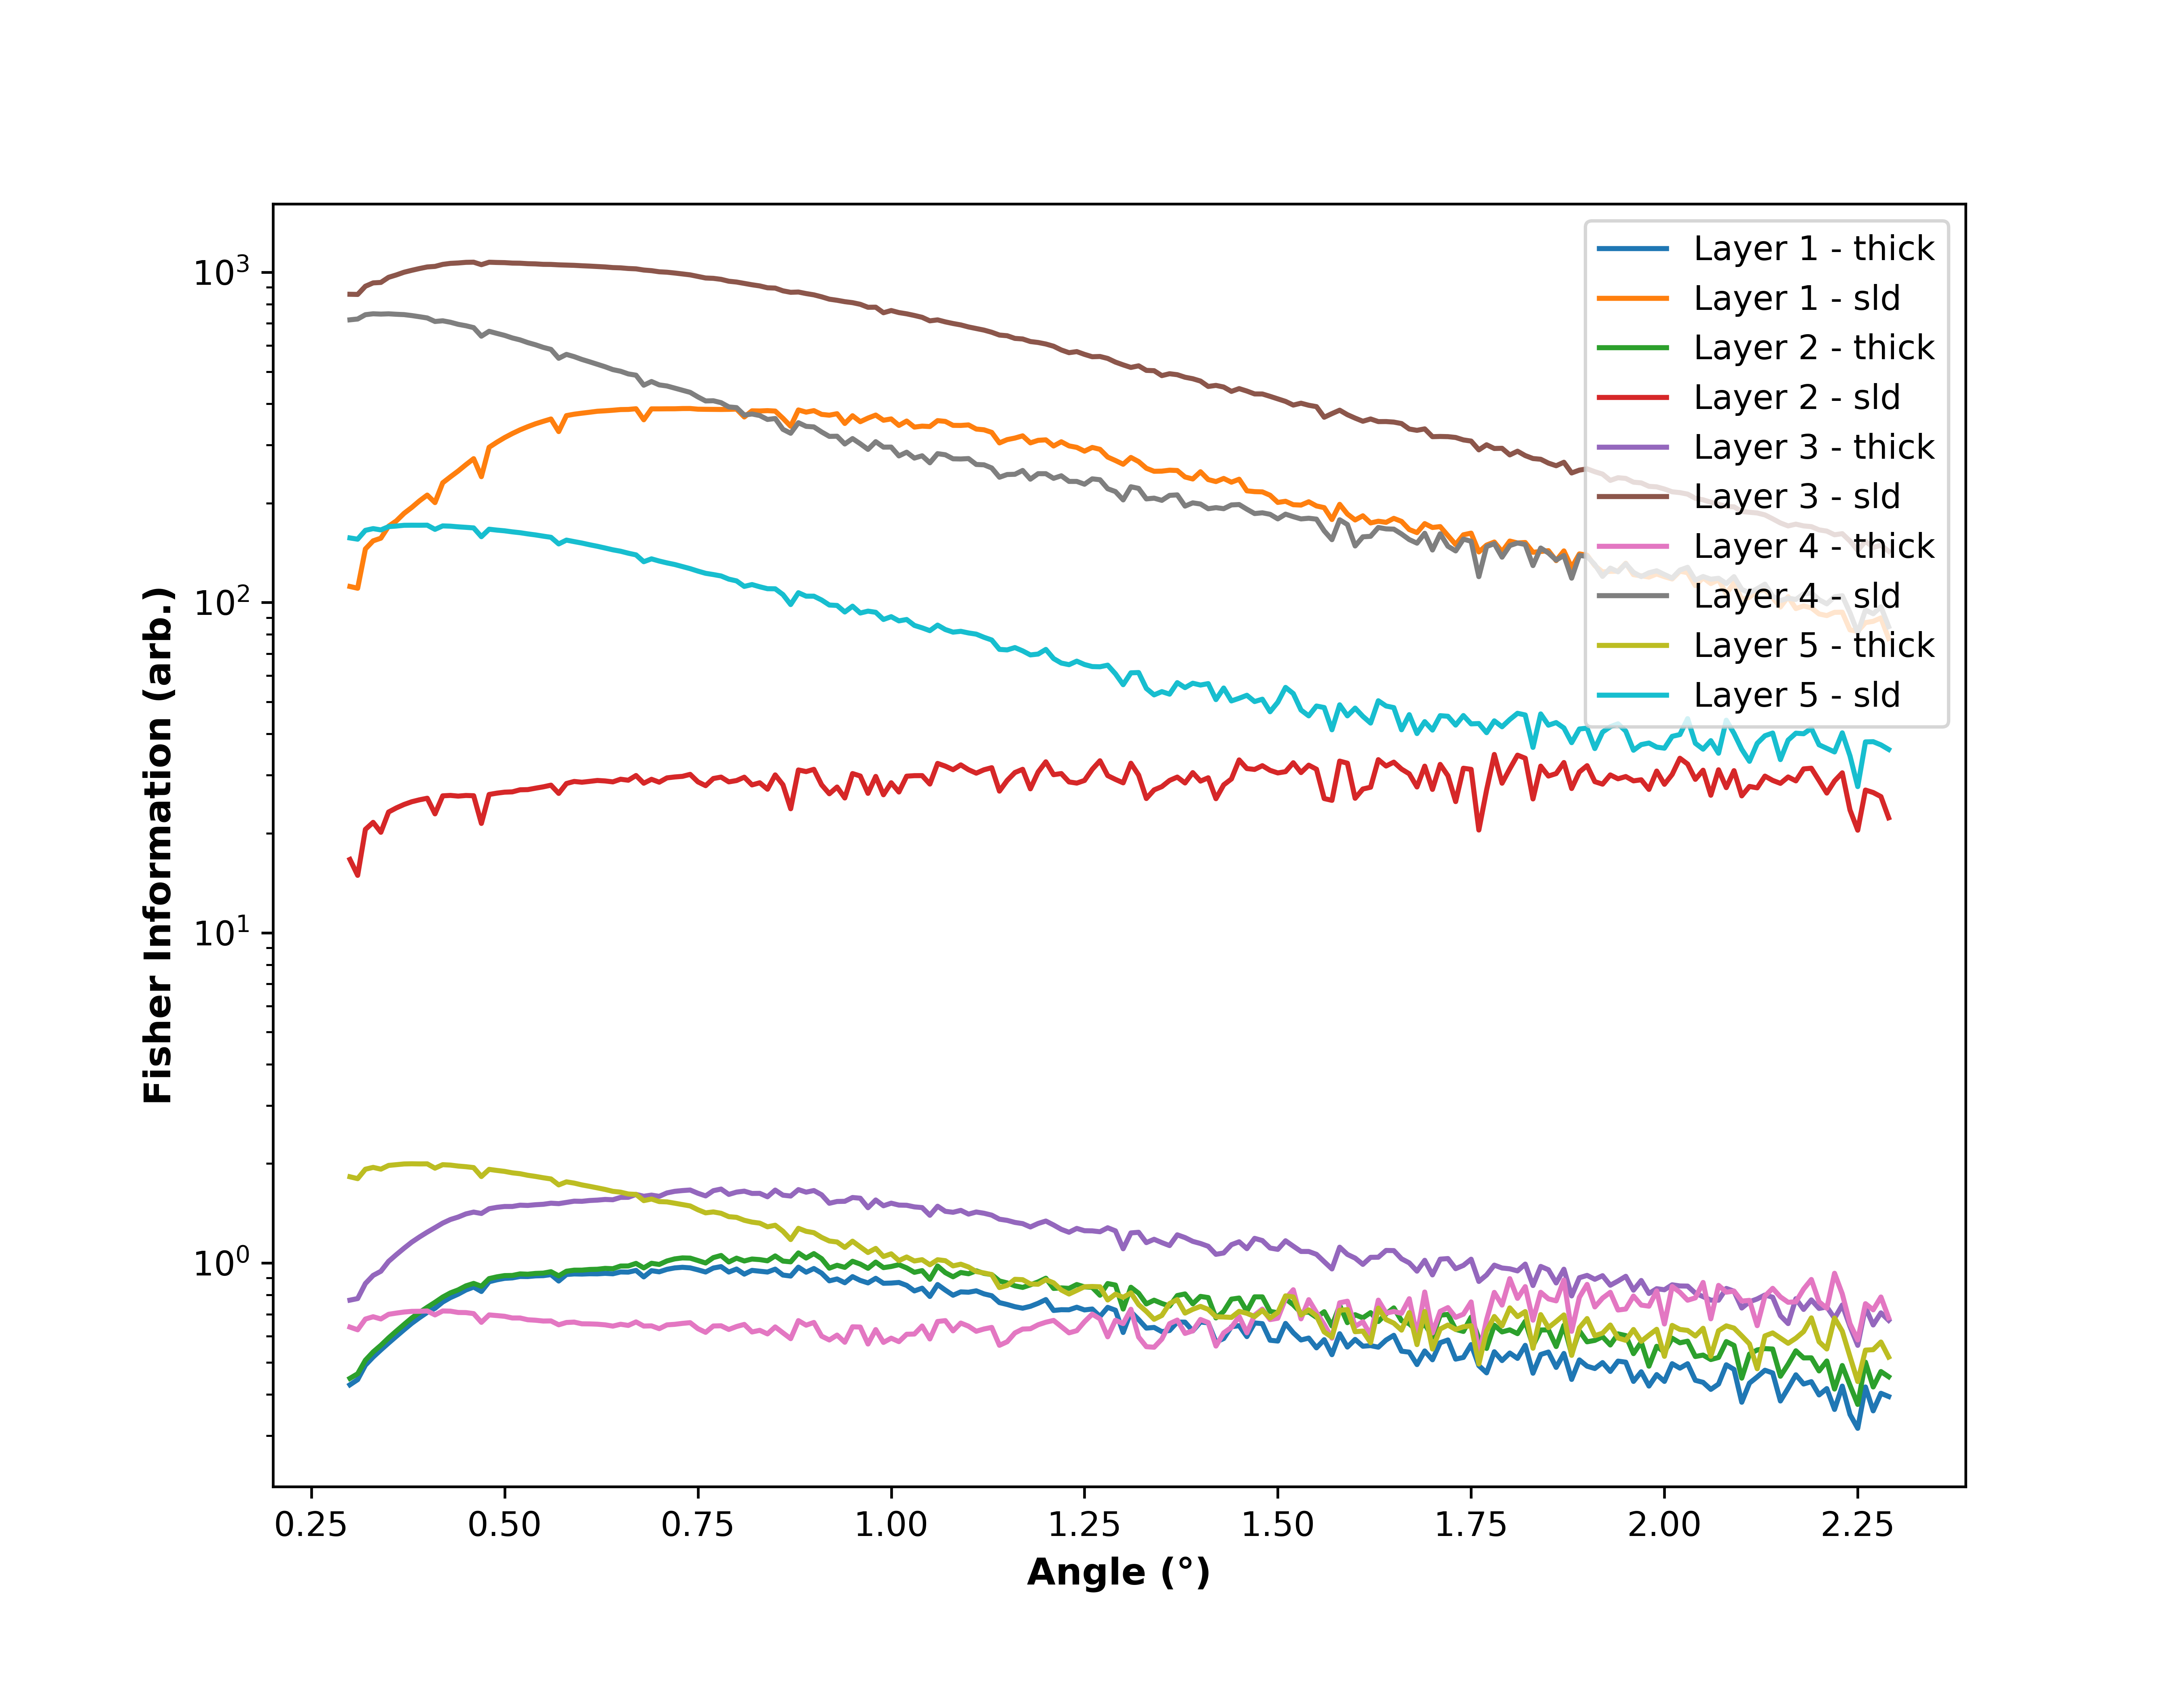 10³
10²
10¹
10⁰
Fisher Information (arb.)
Layer 1 - thick
Layer 1 - sld
Layer 2 - thick
Layer 2 - sld
Layer 3 - thick
Layer 3 - sld
Layer 4 - thick
Layer 4 - sld
Layer 5 - thick
Layer 5 - sld
0.25 0.50 0.75 1.00 1.25 1.50 1.75 2.00 2.25
Angle (°)